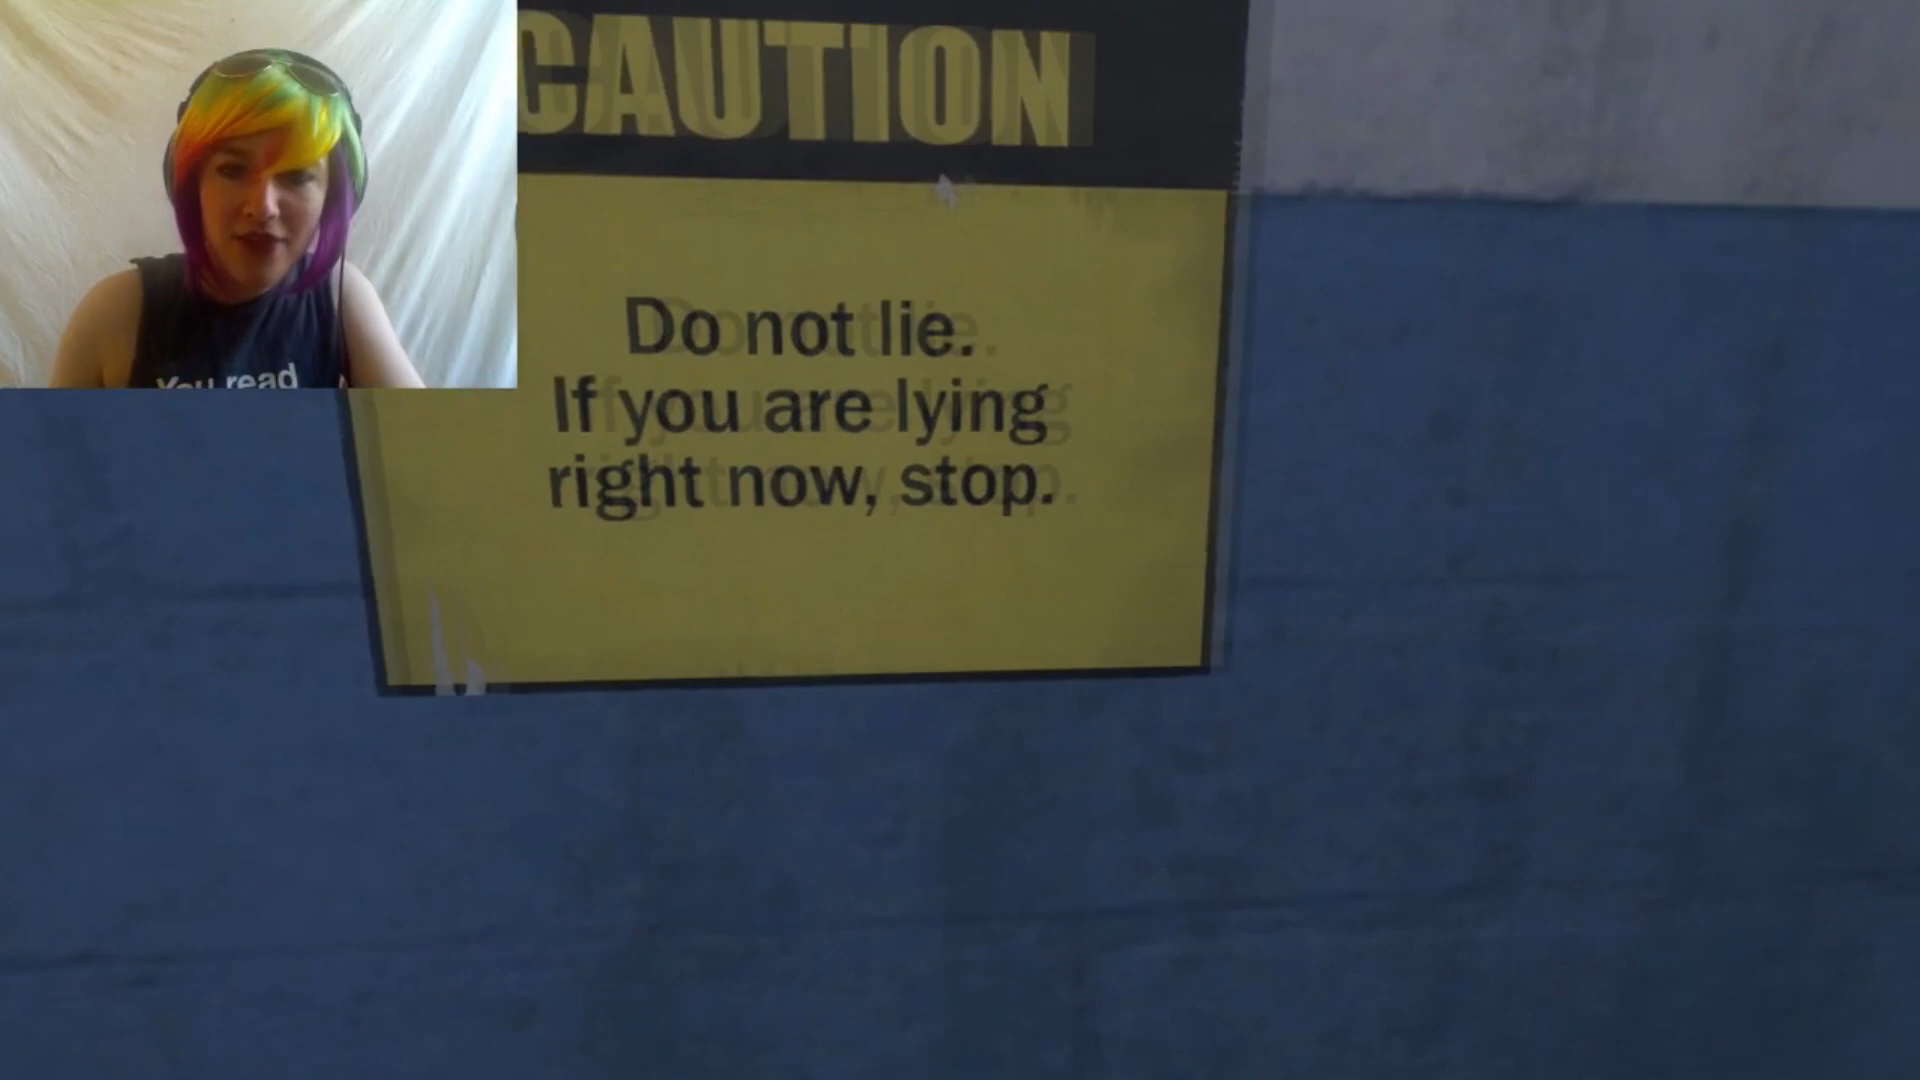 CAUTION
Do not lie.
If you are lying
right now, stop.
You read